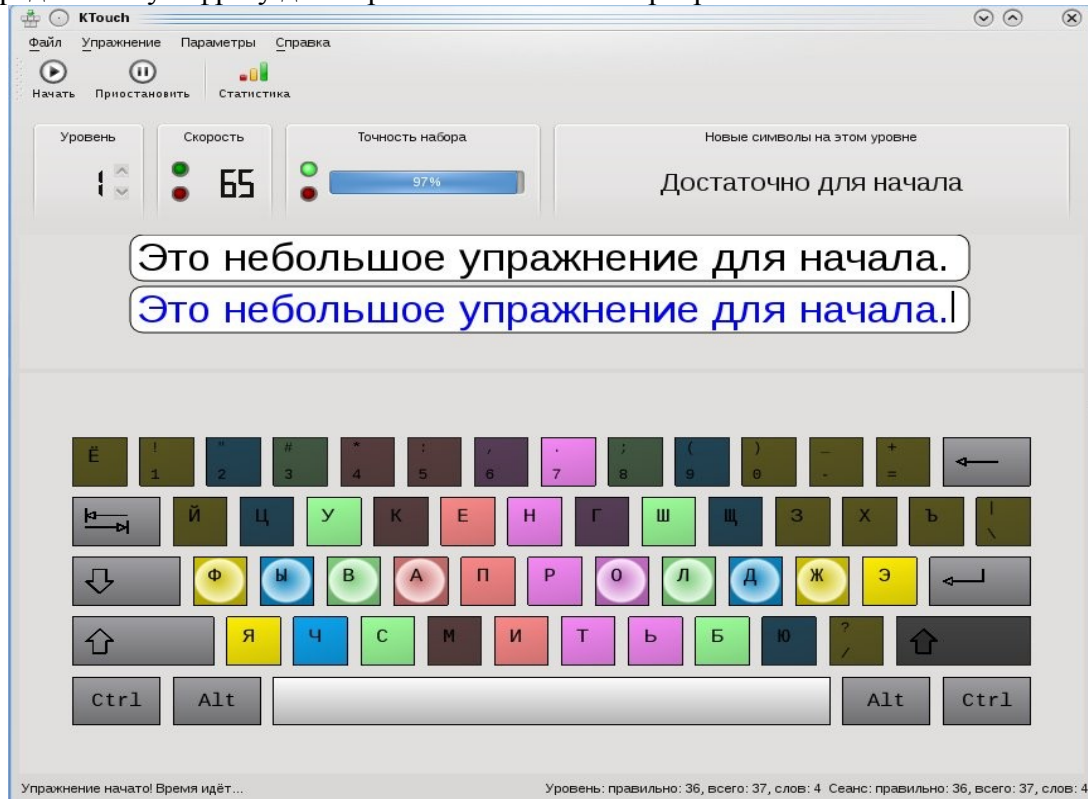 KTouch
Файл Упражнение Параметры Справка
Начать Приостановить Статистика
Уровень Скорость Точность набора Новые символы на этом уровне
1 65 97% Достаточно для начала
Это небольшое упражнение для начала.
Это небольшое упражнение для начала.
! " # * : , . ; ( ) _ +
Ё 1 2 3 4 5 6 7 8 9 0 - =
Й Ц У К Е Н Г Ш Щ З Х Ъ | \
Ф Ы В А П Р О Л Д Ж Э
Я Ч С М И Т Ь Б Ю ? /
Ctrl Alt Alt Ctrl
Упражнение начато! Время идёт... Уровень: правильно: 36, всего: 37, слов: 4 Сеанс: правильно: 36, всего: 37, слов: 4